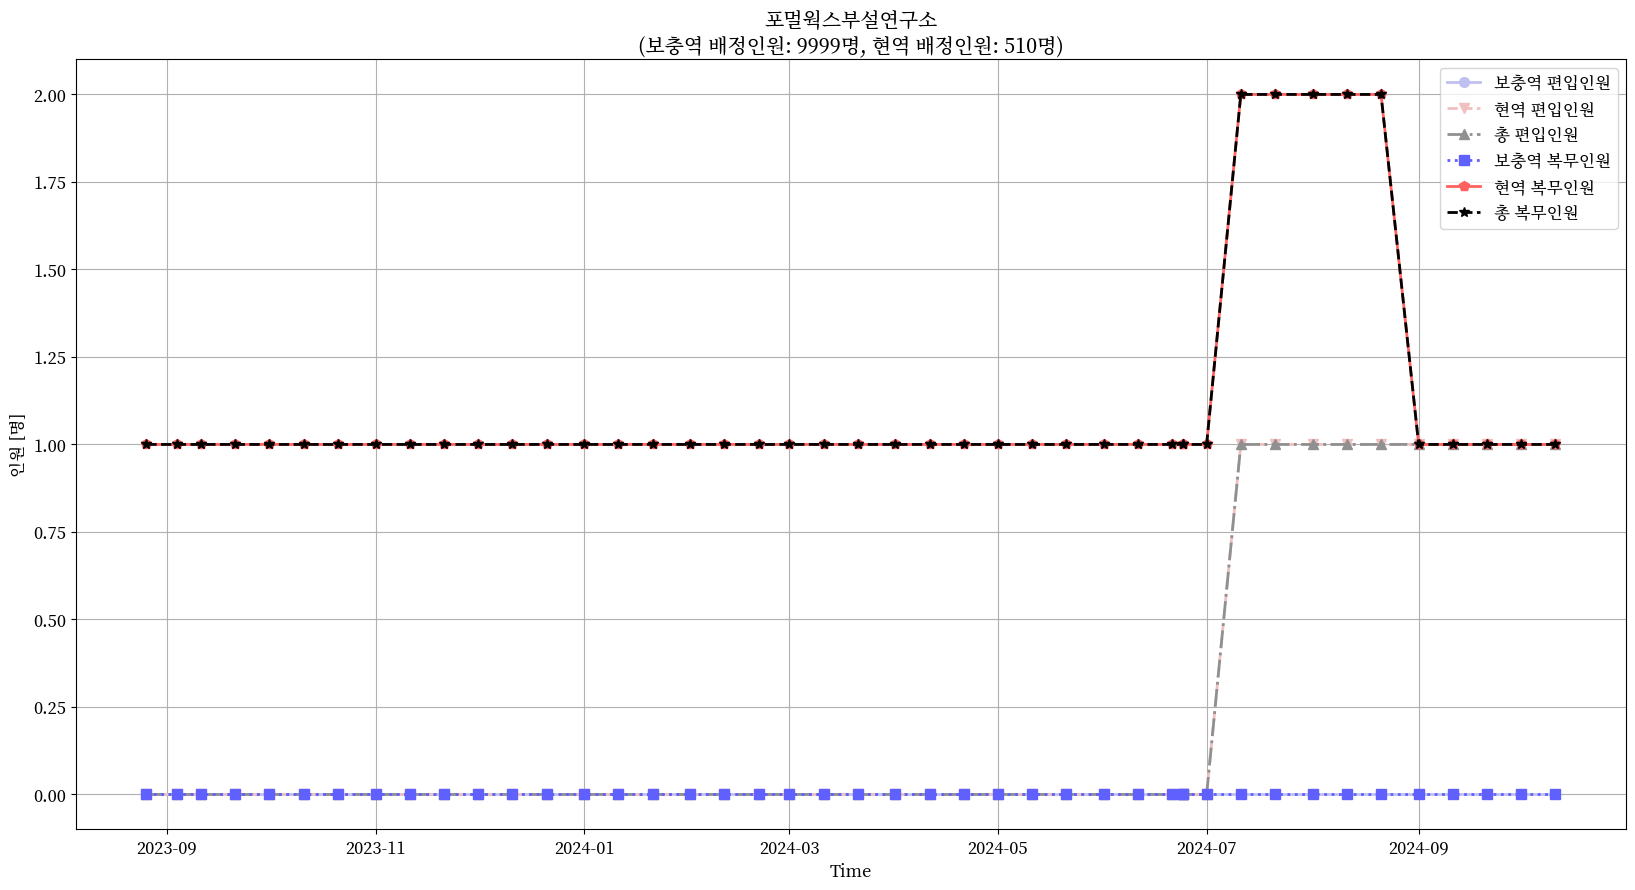 포멀웍스부설연구소
(보충역 배정인원: 9999명, 현역 배정인원: 510명)
보충역 편입인원
현역 편입인원
총 편입인원
보충역 복무인원
현역 복무인원
총 복무인원
인원 [명]
2.00
1.75
1.50
1.25
1.00
0.75
0.50
0.25
0.00
2023-09 2023-11 2024-01 2024-03 2024-05 2024-07 2024-09
Time